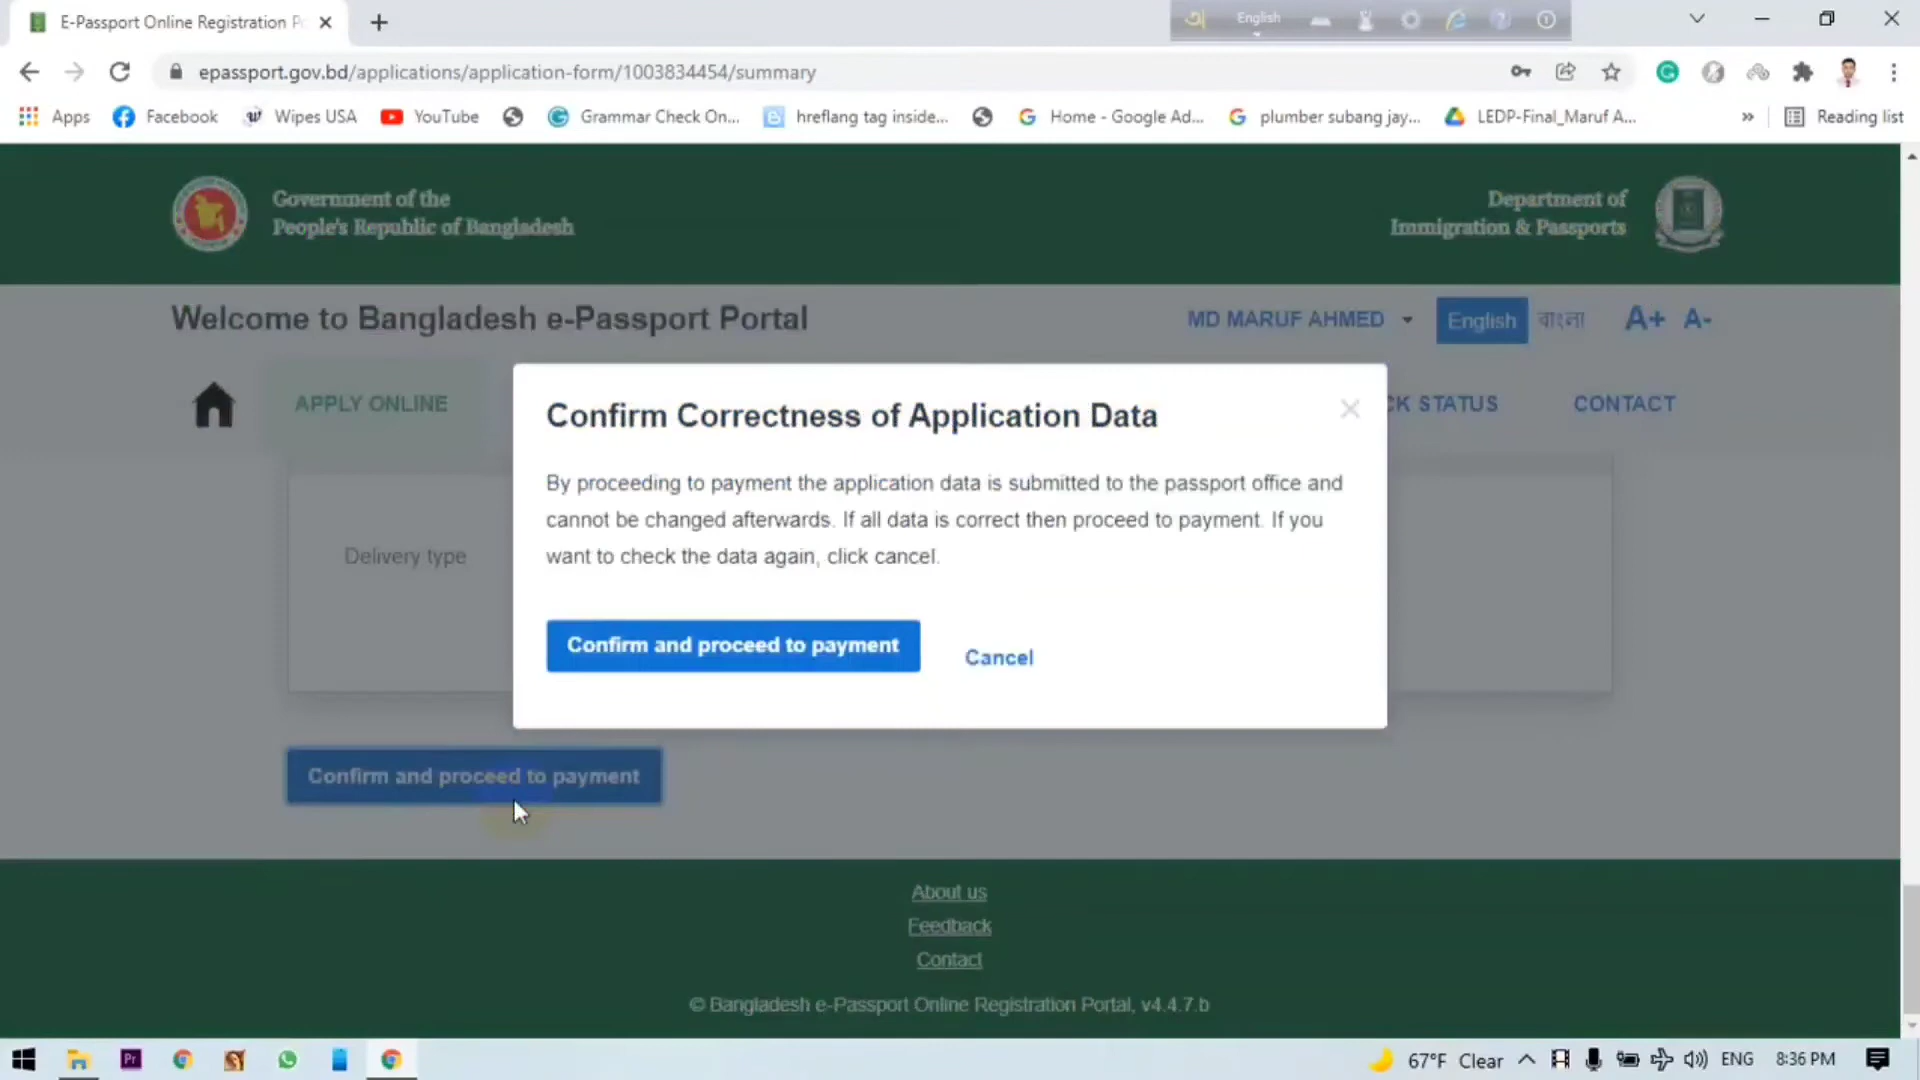 E-Passport Online Registration Po
English
epassport.gov.bd/applications/application-form/1003834454/summary
Apps
Facebook
Wipes USA
YouTube
Grammar Check On...
hreflang tag inside...
Home - Google Ad...
plumber subang jay...
LEDP-Final_Maruf A...
»
Reading list
Government of the
People's Republic of Bangladesh
Department of
Immigration & Passports
Welcome to Bangladesh e-Passport Portal
MD MARUF AHMED
English
বাংলা
A+ A-
APPLY ONLINE
CK STATUS
CONTACT
Confirm Correctness of Application Data
×
By proceeding to payment the application data is submitted to the passport office and
cannot be changed afterwards. If all data is correct then proceed to payment. If you
want to check the data again, click cancel.
Delivery type
Confirm and proceed to payment
Cancel
Confirm and proceed to payment
About us
Feedback
Contact
© Bangladesh e-Passport Online Registration Portal, v4.4.7.b
Pr
67°F Clear
ENG
8:36 PM